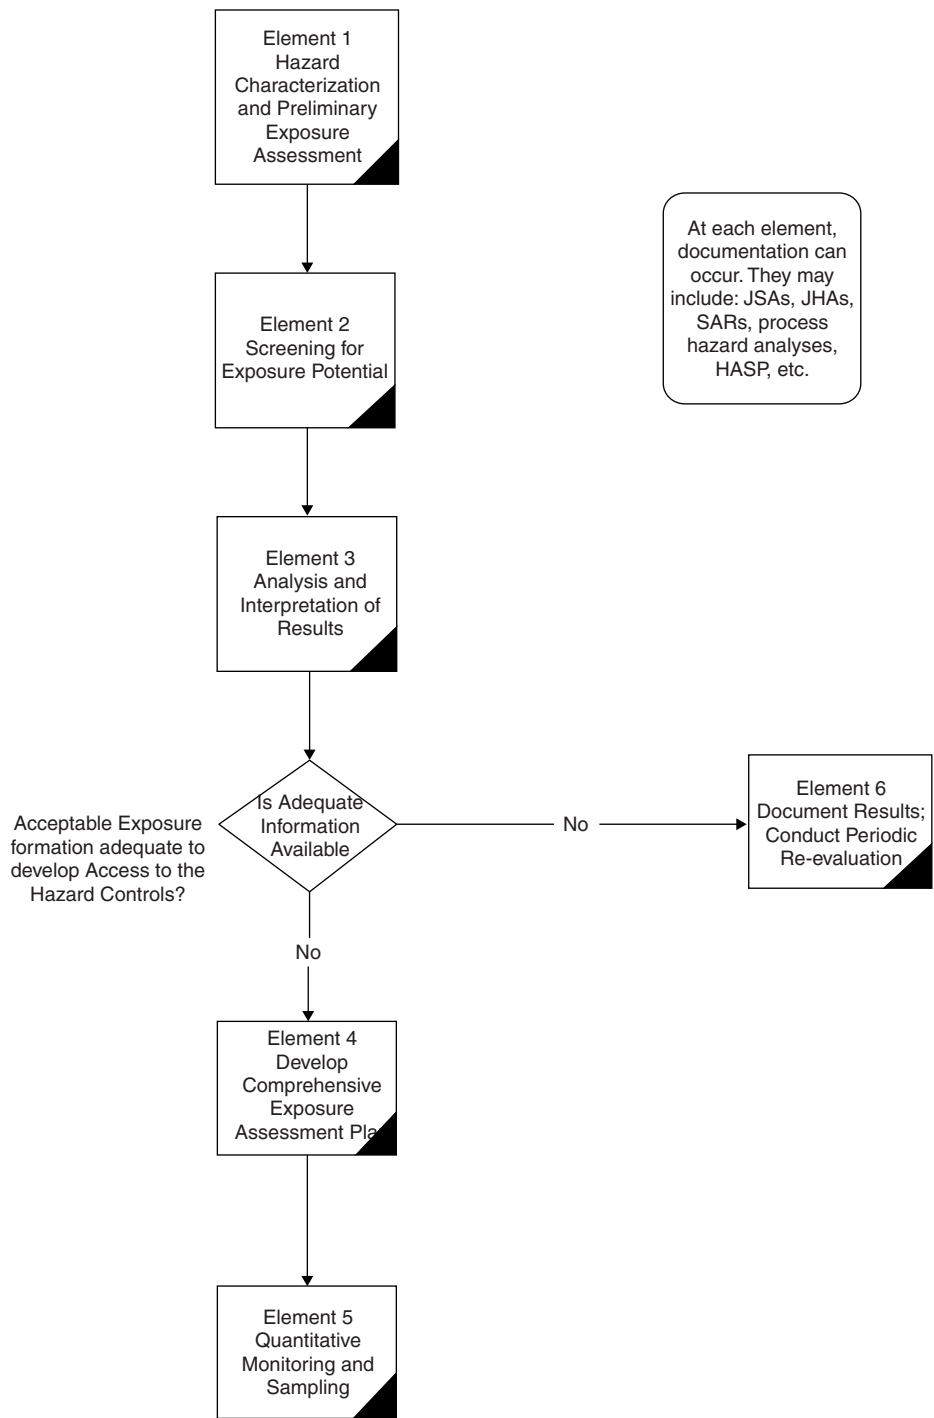 Element 1
Hazard
Characterization
and Preliminary
Exposure
Assessment
At each element,
documentation can
occur. They may
include: JSAs, JHAs,
SARs, process
hazard analyses,
HASP, etc.
Element 2
Screening for
Exposure Potential
Element 3
Analysis and
Interpretation of
Results
Is Adequate
Information
Available
Acceptable Exposure
formation adequate to
develop Access to the
Hazard Controls?
No
Element 6
Document Results;
Conduct Periodic
Re-evaluation
No
Element 4
Develop
Comprehensive
Exposure
Assessment Pla
Element 5
Quantitative
Monitoring and
Sampling